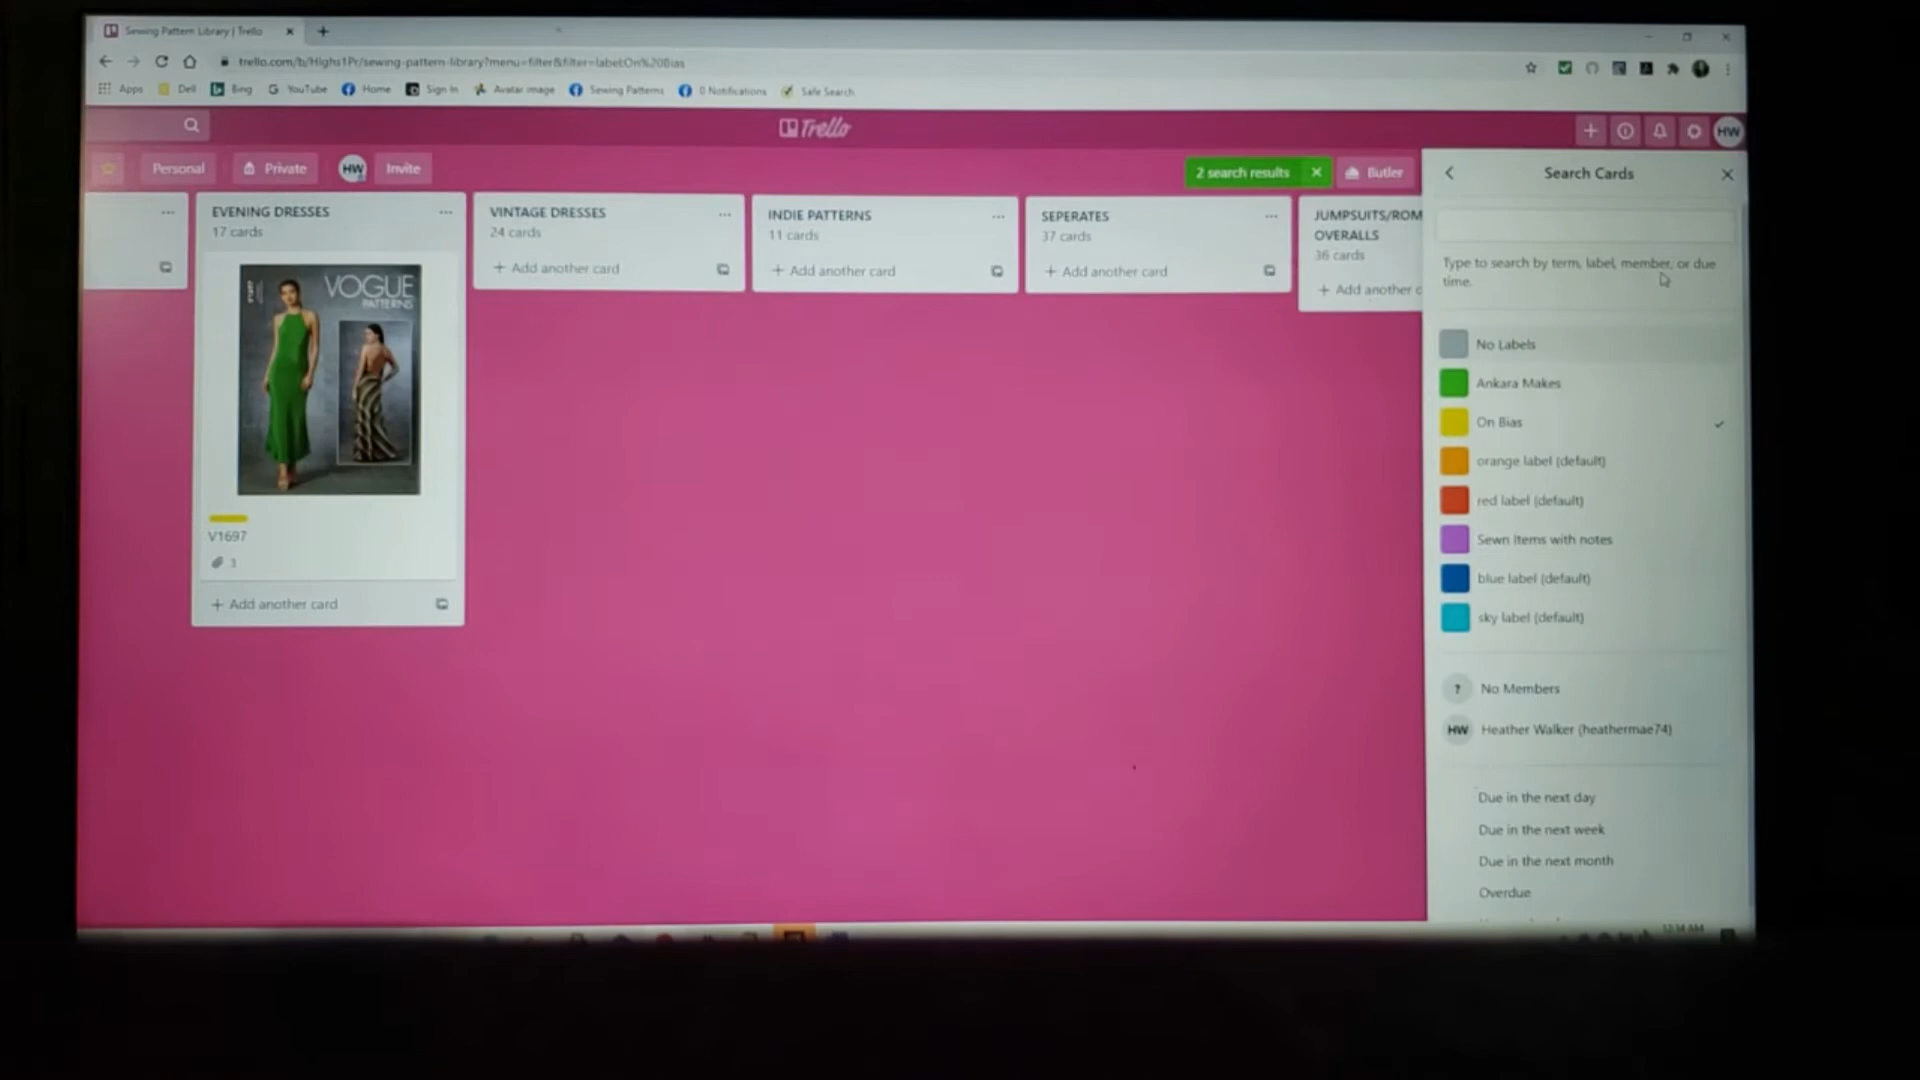 Sewing Pattern Library | Trello
trello.com/b/Highs1Pr/sewing-pattern-library?menu=filter&filter=label:On%20Bias
Apps Dell Bing YouTube Home Sign In Avatar image Sewing Patterns 0 Notifications Safe Search
Trello
HW
Personal Private HW Invite 2 search results Butler
Search Cards
EVENING DRESSES
17 cards
VOGUE
PATTERNS
V1697
3
+ Add another card
VINTAGE DRESSES
24 cards
+ Add another card
INDIE PATTERNS
11 cards
+ Add another card
SEPERATES
37 cards
+ Add another card
JUMPSUITS/ROM
OVERALLS
36 cards
+ Add another c
Type to search by term, label, member, or due
time.
No Labels
Ankara Makes
On Bias
orange label (default)
red label (default)
Sewn Items with notes
blue label (default)
sky label (default)
? No Members
HW Heather Walker (heathermae74)
Due in the next day
Due in the next week
Due in the next month
Overdue
12:14 AM